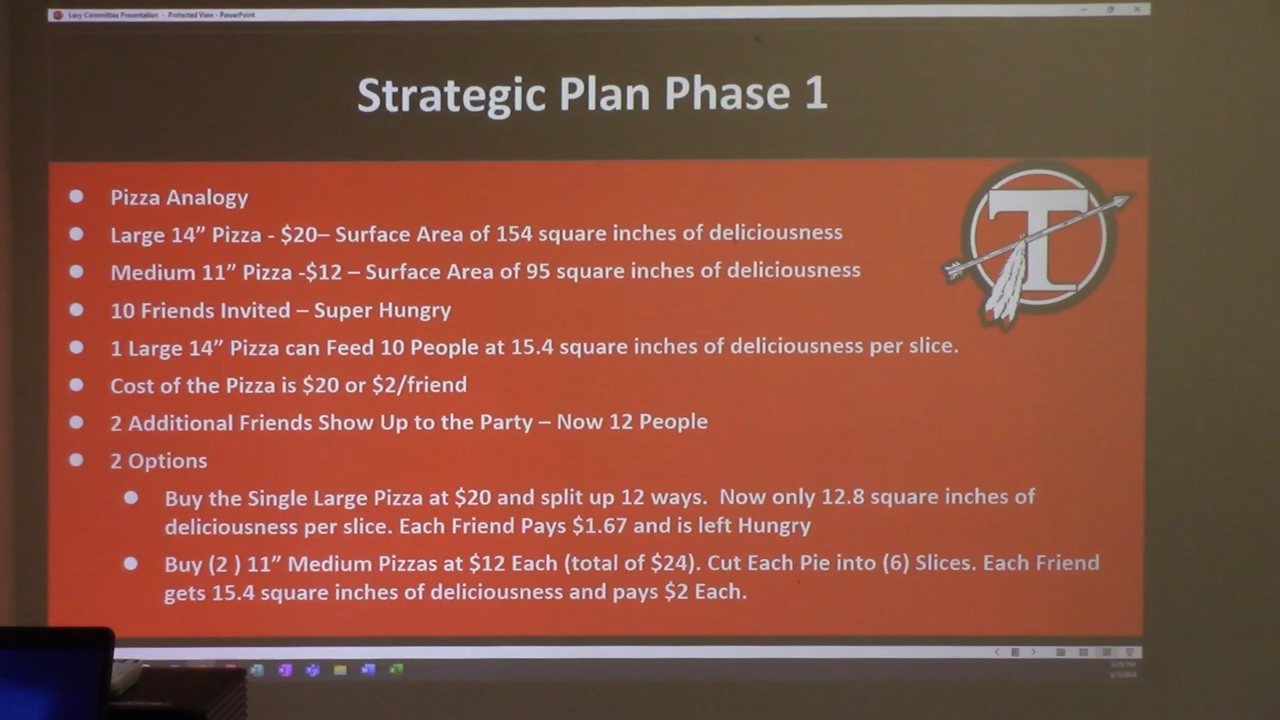 Levy Committee Presentation - Protected View - PowerPoint
Strategic Plan Phase 1
Pizza Analogy
Large 14” Pizza - $20– Surface Area of 154 square inches of deliciousness
Medium 11” Pizza -$12 – Surface Area of 95 square inches of deliciousness
10 Friends Invited – Super Hungry
1 Large 14” Pizza can Feed 10 People at 15.4 square inches of deliciousness per slice.
Cost of the Pizza is $20 or $2/friend
2 Additional Friends Show Up to the Party – Now 12 People
2 Options
Buy the Single Large Pizza at $20 and split up 12 ways. Now only 12.8 square inches of
deliciousness per slice. Each Friend Pays $1.67 and is left Hungry
Buy (2 ) 11” Medium Pizzas at $12 Each (total of $24). Cut Each Pie into (6) Slices. Each Friend
gets 15.4 square inches of deliciousness and pays $2 Each.
T